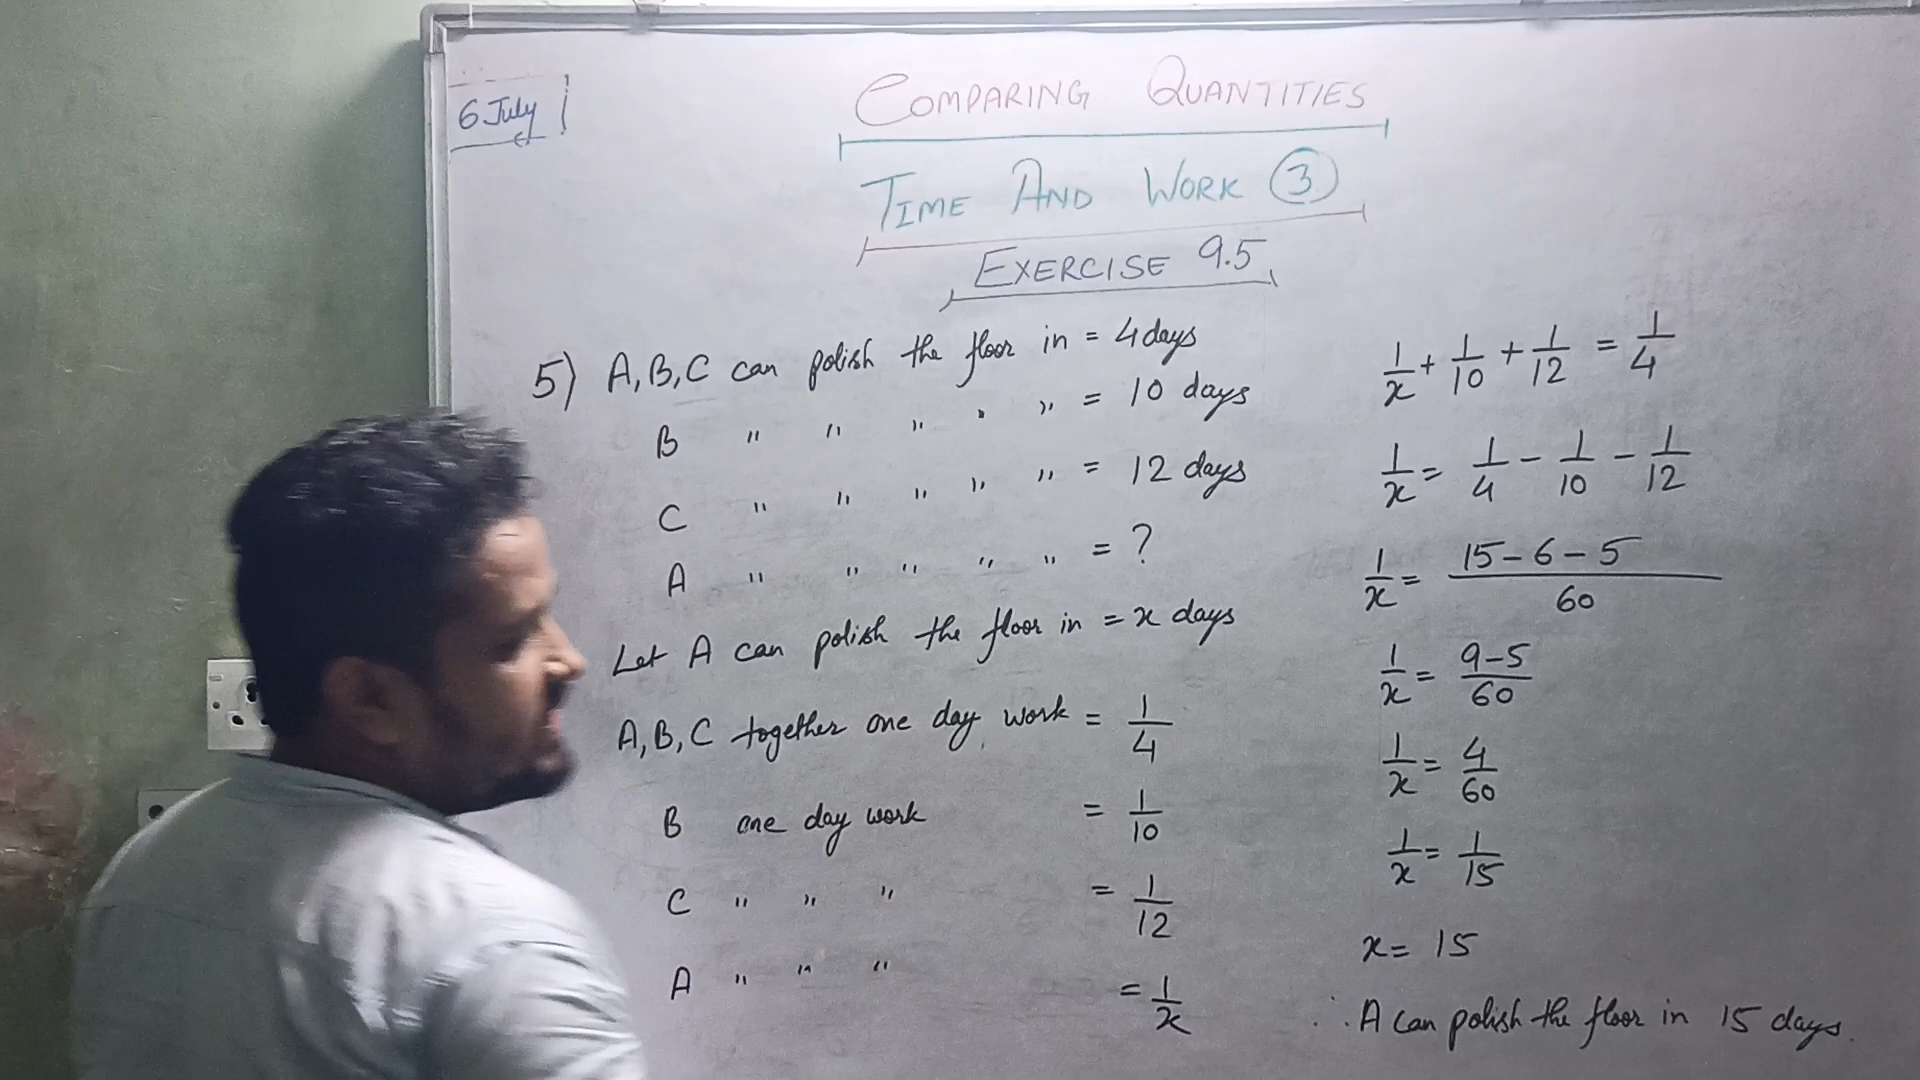 6 July
COMPARING QUANTITIES
TIME AND WORK 3
EXERCISE 9.5
5) A,B,C can polish the floor in = 4 days
B " " " " " = 10 days
C " " " " " = 12 days
A " " " " " = ?
Let A can polish the floor in = x days
A,B,C together one day work = 1/4
B one day work = 1/10
C " " " = 1/12
A " " " = 1/x
1/x + 1/10 + 1/12 = 1/4
1/x = 1/4 - 1/10 - 1/12
1/x = 15-6-5/60
1/x = 9-5/60
1/x = 4/60
1/x = 1/15
x = 15
∴ A can polish the floor in 15 days.